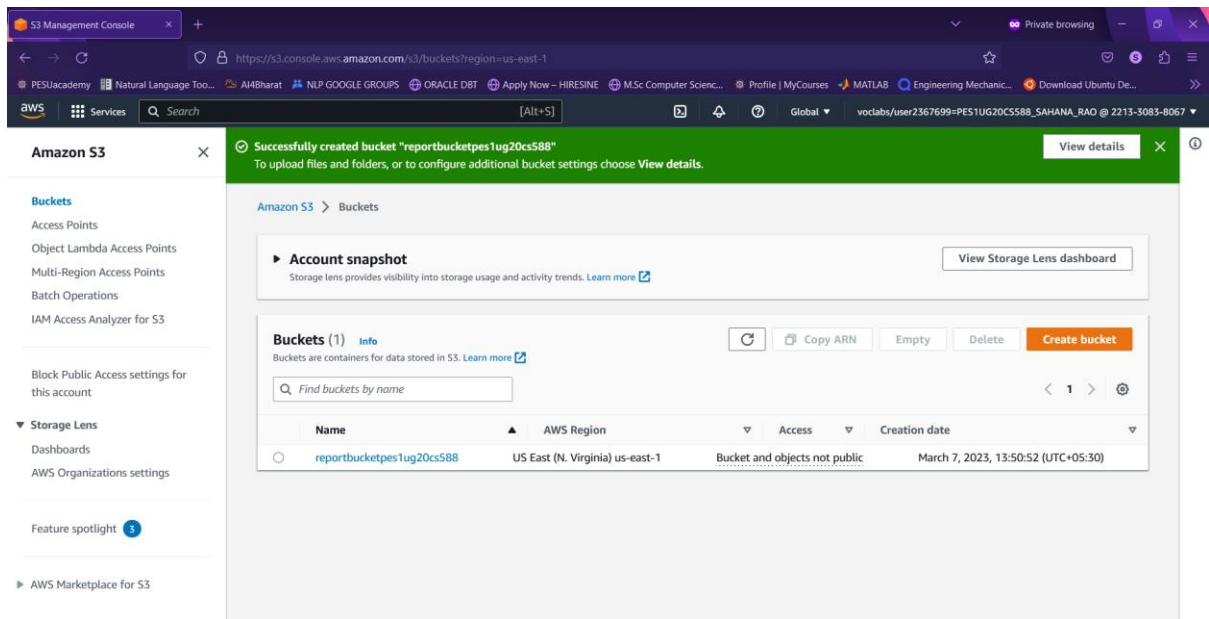 S3 Management Console
Private browsing
https://s3.console.aws.amazon.com/s3/buckets?region=us-east-1
PESUacademy Natural Language Too... AI4Bharat NLP GOOGLE GROUPS ORACLE DBT Apply Now – HIRESINE M.Sc Computer Scienc... Profile | MyCourses MATLAB Engineering Mechanic... Download Ubuntu De...
aws Services Search [Alt+S] Global voclabs/user2367699=PES1UG20CS588_SAHANA_RAO @ 2213-3083-8067
Amazon S3
Buckets
Access Points
Object Lambda Access Points
Multi-Region Access Points
Batch Operations
IAM Access Analyzer for S3
Block Public Access settings for
this account
Storage Lens
Dashboards
AWS Organizations settings
Feature spotlight 3
AWS Marketplace for S3
Successfully created bucket "reportbucketpes1ug20cs588"
To upload files and folders, or to configure additional bucket settings choose View details.
View details
Amazon S3 > Buckets
Account snapshot
Storage lens provides visibility into storage usage and activity trends. Learn more
View Storage Lens dashboard
Buckets (1) Info
Buckets are containers for data stored in S3. Learn more
Copy ARN Empty Delete Create bucket
Find buckets by name
1
Name AWS Region Access Creation date
reportbucketpes1ug20cs588 US East (N. Virginia) us-east-1 Bucket and objects not public March 7, 2023, 13:50:52 (UTC+05:30)